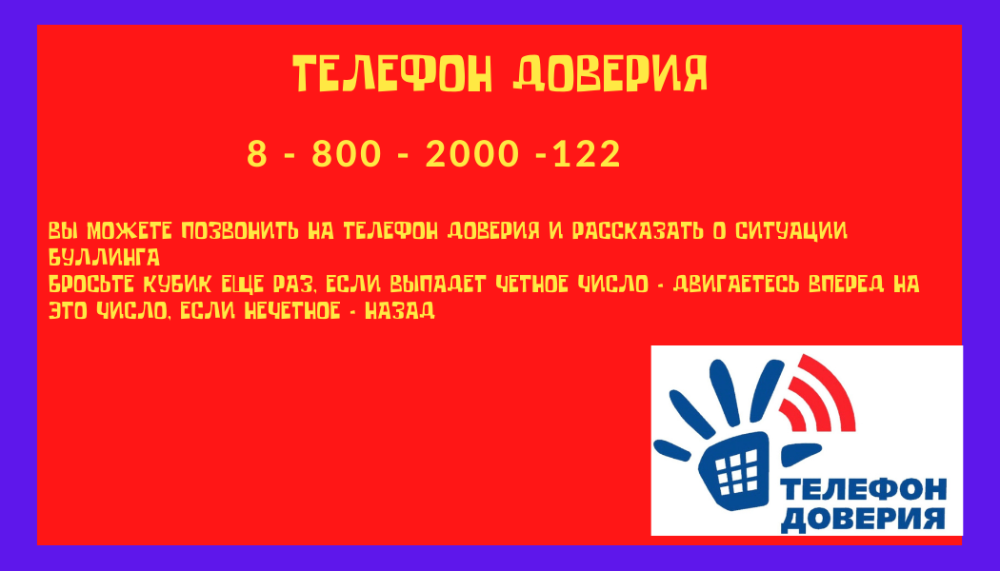 ТЕЛЕФОН ДОВЕРИЯ
8 - 800 - 2000 -122
ВЫ МОЖЕТЕ ПОЗВОНИТЬ НА ТЕЛЕФОН ДОВЕРИЯ И РАССКАЗАТЬ О СИТУАЦИИ
БУЛЛИНГА
БРОСЬТЕ КУБИК ЕЩЕ РАЗ, ЕСЛИ ВЫПАДЕТ ЧЕТНОЕ ЧИСЛО - ДВИГАЕТЕСЬ ВПЕРЕД НА
ЭТО ЧИСЛО, ЕСЛИ НЕЧЕТНОЕ - НАЗАД
ТЕЛЕФОН
ДОВЕРИЯ